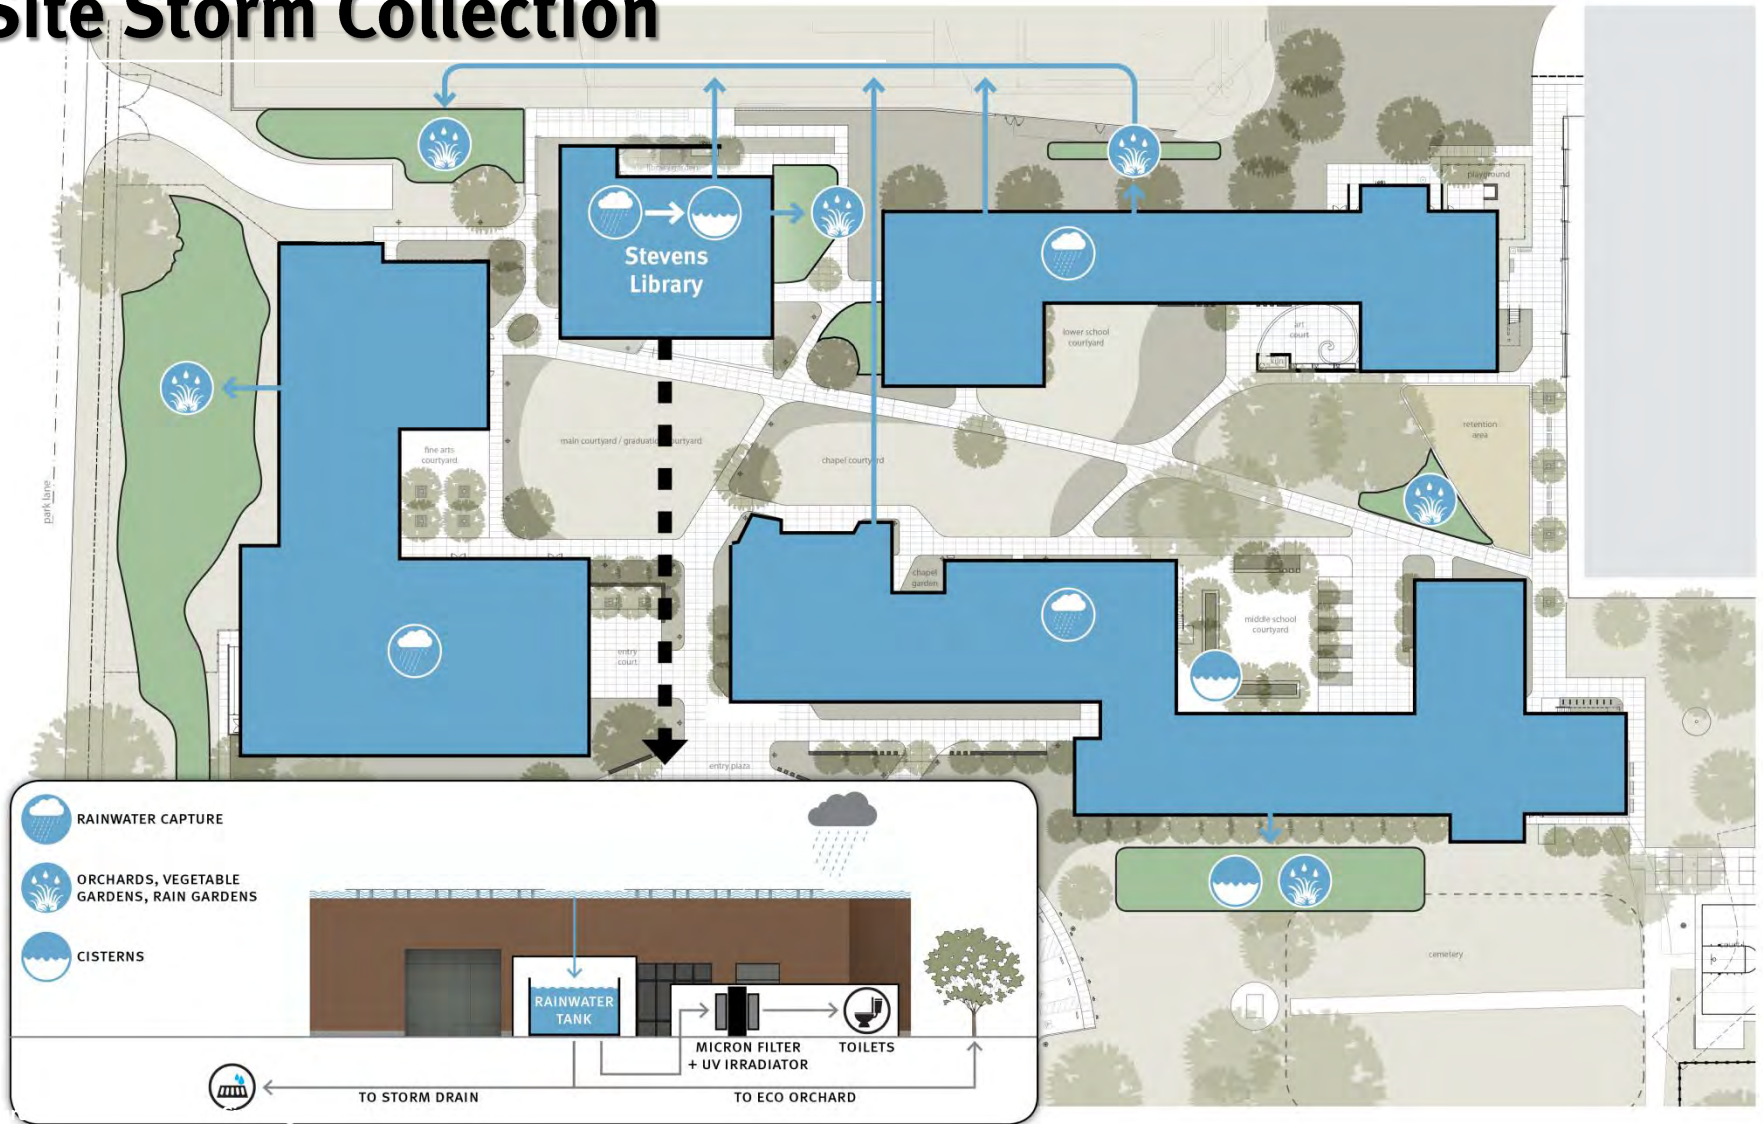 Site Storm Collection
playground
Stevens
Library
lower school
courtyard
art
court
kiln
retention
area
fine arts
courtyard
main courtyard / graduation courtyard
chapel courtyard
park lane
chapel
garden
middle school
courtyard
entry
court
entry plaza
RAINWATER CAPTURE
ORCHARDS, VEGETABLE
GARDENS, RAIN GARDENS
CISTERNS
RAINWATER
TANK
MICRON FILTER
+ UV IRRADIATOR
TOILETS
TO STORM DRAIN
TO ECO ORCHARD
cemetery